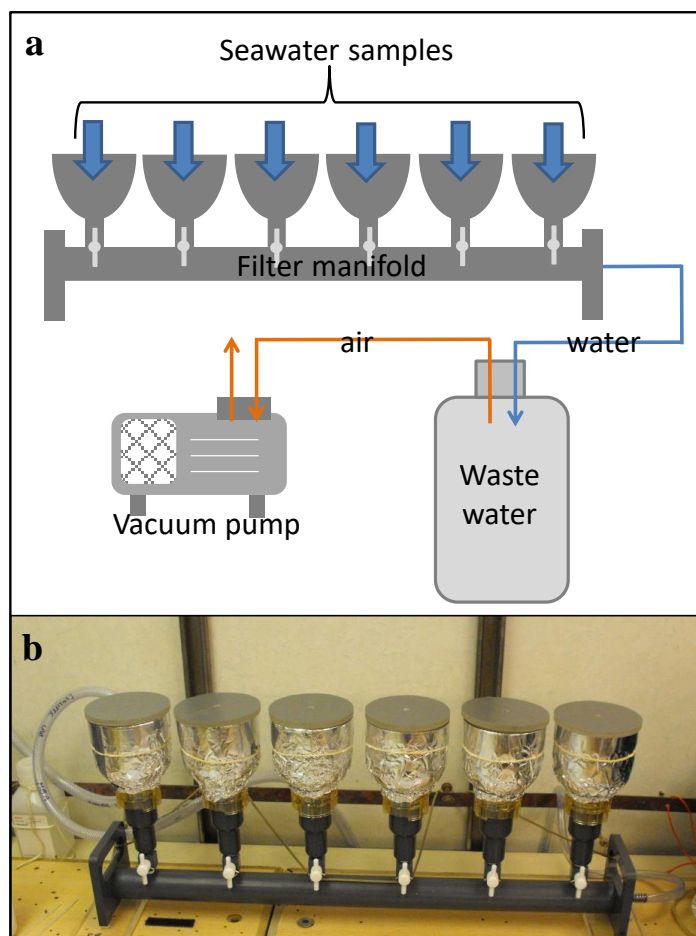 a
Seawater samples
Filter manifold
air
water
Vacuum pump
Waste
water
b